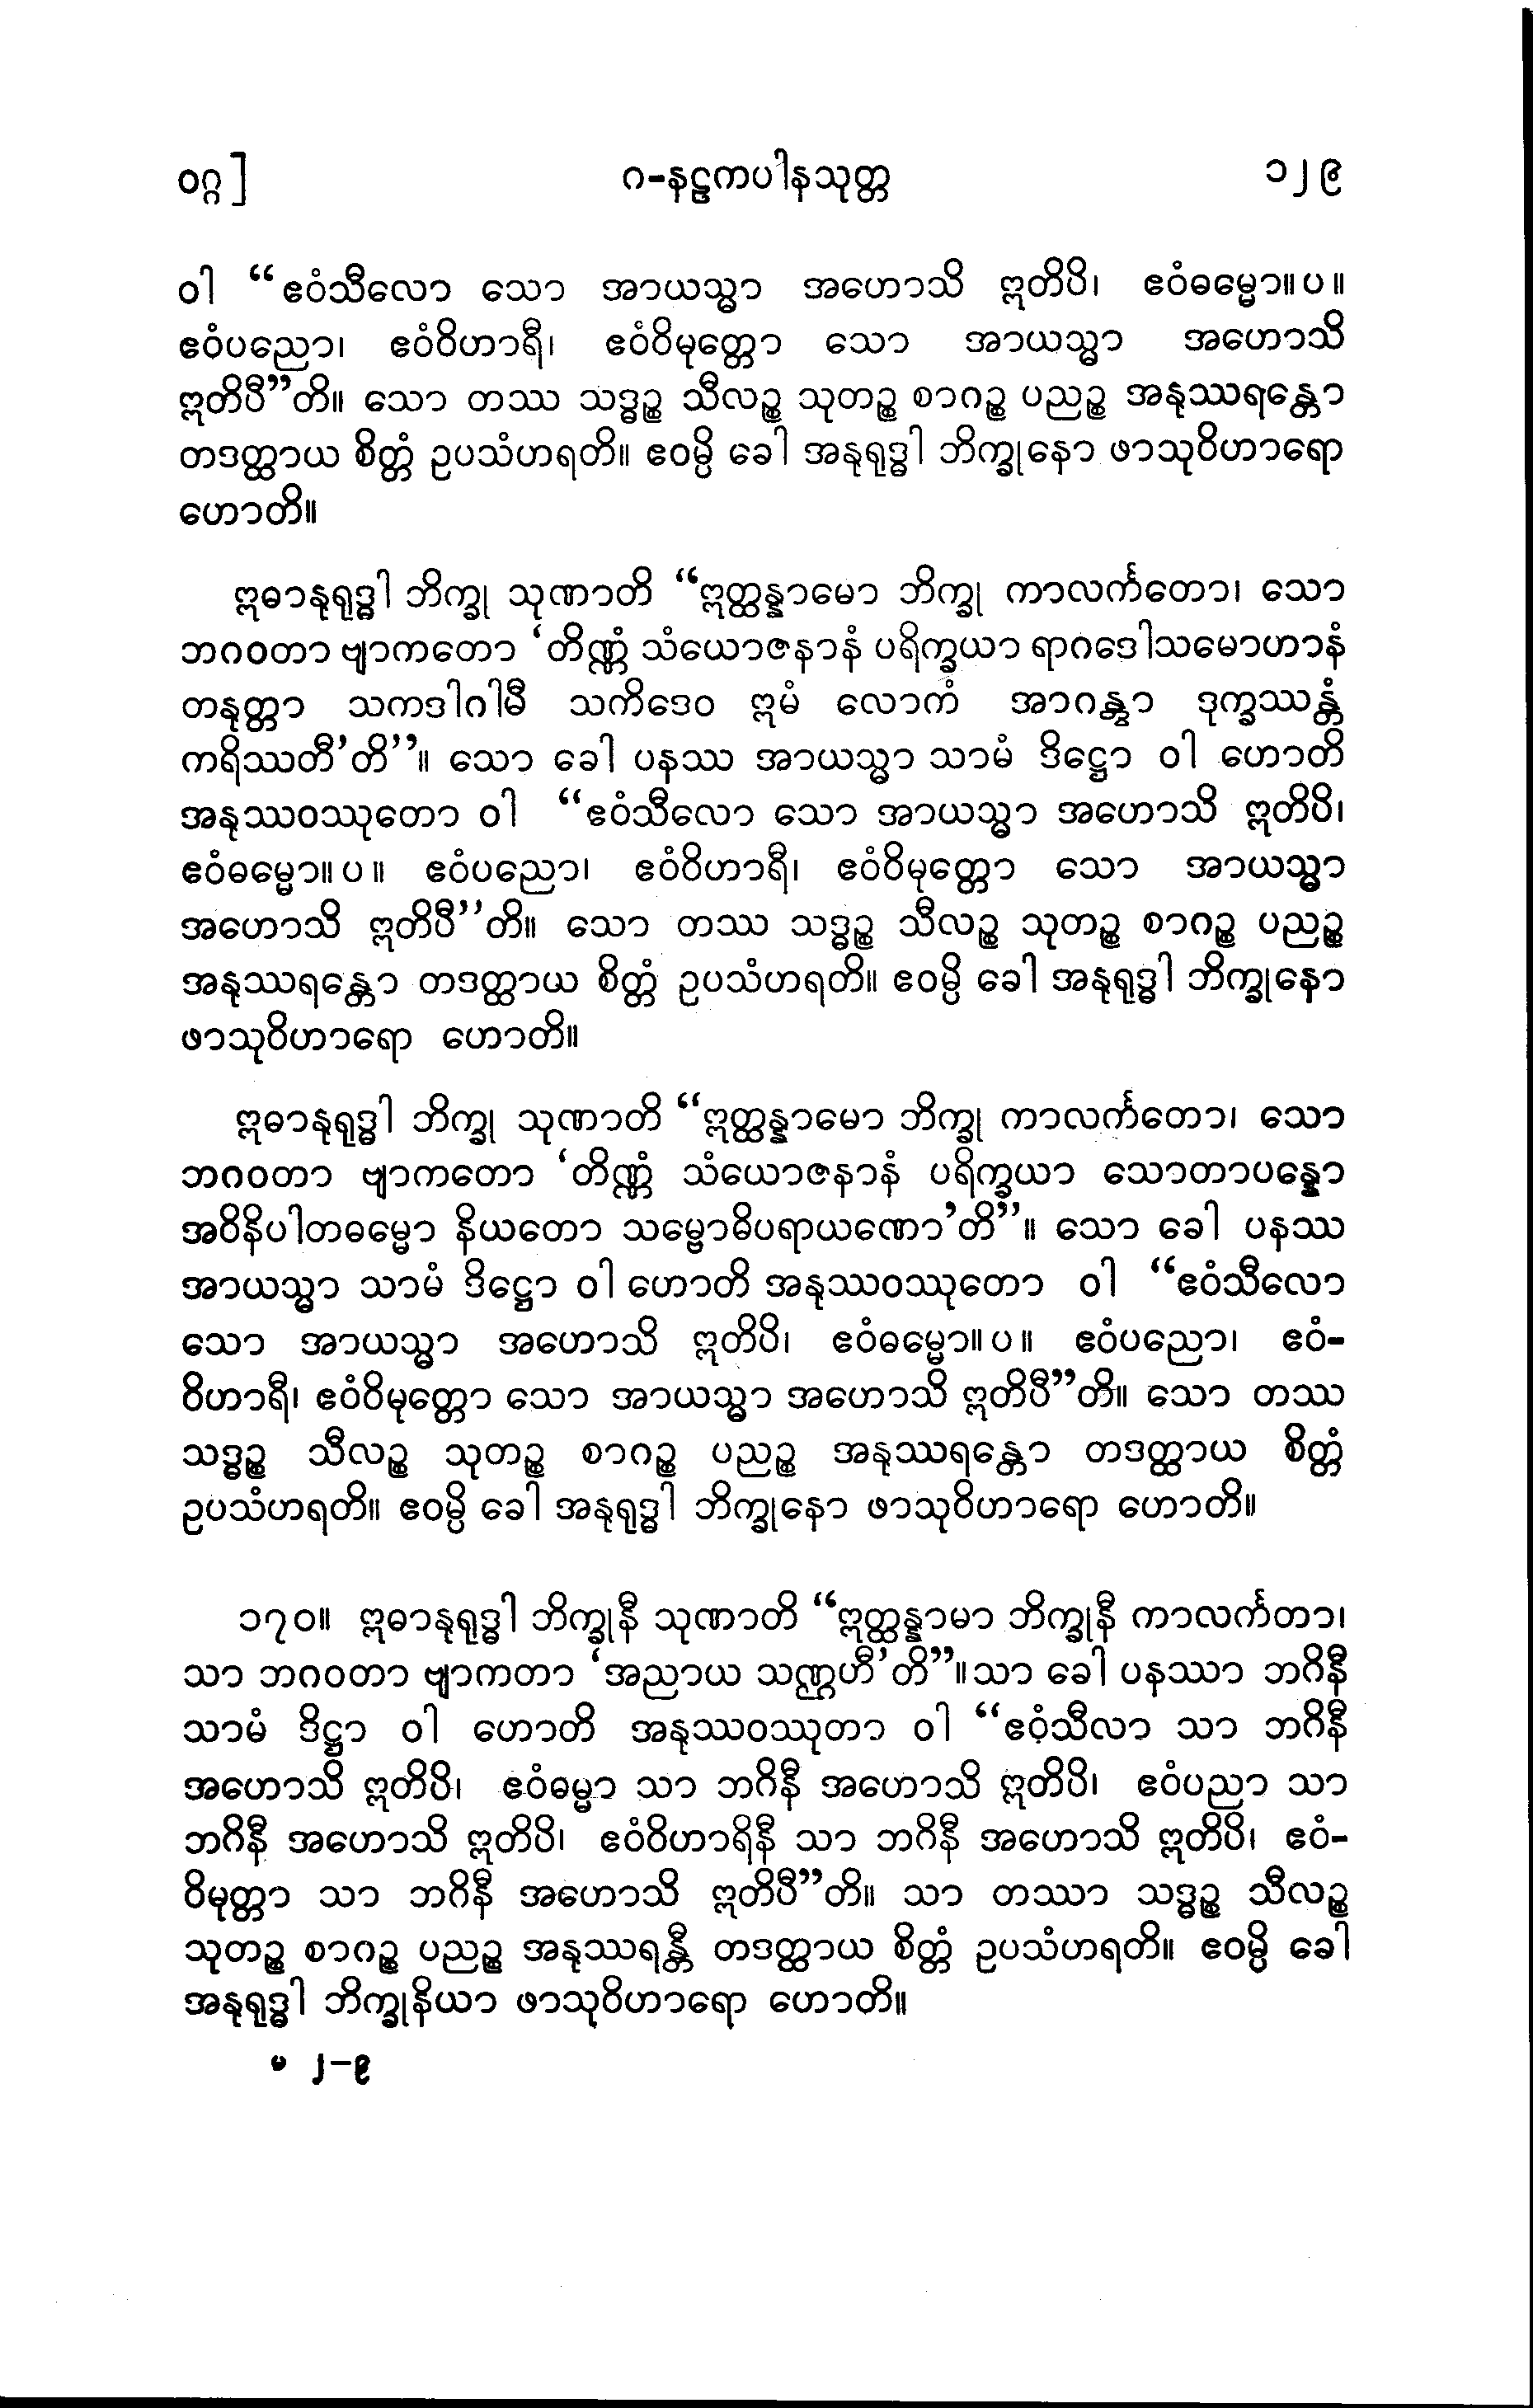 ဝဂ္ဂ]
ဂ-နဠကပါနသုတ္တ
၁၂၉
ဝါ “ဧဝံသီလော သော အာယသ္မာ အဟောသိ ဣတိပိ၊ ဧဝံဓမ္မော။ပ။
ဧဝံပညော၊ ဧဝံဝိဟာရီ၊ ဧဝံဝိမုတ္တော သော အာယသ္မာ အဟောသိ
ဣတိပီ”တိ။ သော တဿ သဒ္ဓဉ္စ သီလဉ္စ သုတဉ္စ စာဂဉ္စ ပညဉ္စ အနုဿရန္တော
တဒတ္ထာယ စိတ္တံ ဥပသံဟရတိ။ ဧဝမ္ပိ ခေါ အနုရုဒ္ဓါ ဘိက္ခုနော ဖာသုဝိဟာရော
ဟောတိ။
ဣဓာနုရုဒ္ဓါ ဘိက္ခု သုဏာတိ “ဣတ္ထန္နာမော ဘိက္ခု ကာလင်္ကတော၊ သော
ဘဂဝတာ ဗျာကတော ‘တိဏ္ဏံ သံယောဇနာနံ ပရိက္ခယာ ရာဂဒေါသမောဟာနံ
တနုတ္တာ သကဒါဂါမီ သကိဒေဝ ဣမံ လောကံ အာဂန္တွာ ဒုက္ခဿန္တံ
ကရိဿတီ’တိ”။ သော ခေါ ပနဿ အာယသ္မာ သာမံ ဒိဋ္ဌော ဝါ ဟောတိ
အနုဿဝဿုတော ဝါ “ဧဝံသီလော သော အာယသ္မာ အဟောသိ ဣတိပိ၊
ဧဝံဓမ္မော။ပ။ ဧဝံပညော၊ ဧဝံဝိဟာရီ၊ ဧဝံဝိမုတ္တော သော အာယသ္မာ
အဟောသိ ဣတိပီ”တိ။ သော တဿ သဒ္ဓဉ္စ သီလဉ္စ သုတဉ္စ စာဂဉ္စ ပညဉ္စ
အနုဿရန္တော တဒတ္ထာယ စိတ္တံ ဥပသံဟရတိ။ ဧဝမ္ပိ ခေါ အနုရုဒ္ဓါ ဘိက္ခုနော
ဖာသုဝိဟာရော ဟောတိ။
ဣဓာနုရုဒ္ဓါ ဘိက္ခု သုဏာတိ “ဣတ္ထန္နာမော ဘိက္ခု ကာလင်္ကတော၊ သော
ဘဂဝတာ ဗျာကတော ‘တိဏ္ဏံ သံယောဇနာနံ ပရိက္ခယာ သောတာပန္နော
အဝိနိပါတဓမ္မော နိယတော သမ္ဗောဓိပရာယဏော’တိ”။ သော ခေါ ပနဿ
အာယသ္မာ သာမံ ဒိဋ္ဌော ဝါ ဟောတိ အနုဿဝဿုတော ဝါ “ဧဝံသီလော
သော အာယသ္မာ အဟောသိ ဣတိပိ၊ ဧဝံဓမ္မော။ပ။ ဧဝံပညော၊ ဧဝံ-
ဝိဟာရီ၊ ဧဝံဝိမုတ္တော သော အာယသ္မာ အဟောသိ ဣတိပီ”တိ။ သော တဿ
သဒ္ဓဉ္စ သီလဉ္စ သုတဉ္စ စာဂဉ္စ ပညဉ္စ အနုဿရန္တော တဒတ္ထာယ စိတ္တံ
ဥပသံဟရတိ။ ဧဝမ္ပိ ခေါ အနုရုဒ္ဓါ ဘိက္ခုနော ဖာသုဝိဟာရော ဟောတိ။
၁၇၀။ ဣဓာနုရုဒ္ဓါ ဘိက္ခုနီ သုဏာတိ “ဣတ္ထန္နာမာ ဘိက္ခုနီ ကာလင်္ကတာ၊
သာ ဘဂဝတာ ဗျာကတာ ‘အညာယ သဏ္ဌဟီ’တိ”။သာ ခေါ ပနဿာ ဘဂိနီ
သာမံ ဒိဋ္ဌာ ဝါ ဟောတိ အနုဿဝဿုတာ ဝါ “ဧဝံသီလာ သာ ဘဂိနီ
အဟောသိ ဣတိပိ၊ ဧဝံဓမ္မာ သာ ဘဂိနီ အဟောသိ ဣတိပိ၊ ဧဝံပညာ သာ
ဘဂိနီ အဟောသိ ဣတိပိ၊ ဧဝံဝိဟာရိနီ သာ ဘဂိနီ အဟောသိ ဣတိပိ၊ ဧဝံ-
ဝိမုတ္တာ သာ ဘဂိနီ အဟောသိ ဣတိပီ”တိ။ သာ တဿာ သဒ္ဓဉ္စ သီလဉ္စ
သုတဉ္စ စာဂဉ္စ ပညဉ္စ အနုဿရန္တီ တဒတ္ထာယ စိတ္တံ ဥပသံဟရတိ။ ဧဝမ္ပိ ခေါ
အနုရုဒ္ဓါ ဘိက္ခုနိယာ ဖာသုဝိဟာရော ဟောတိ။
မ ၂-၉